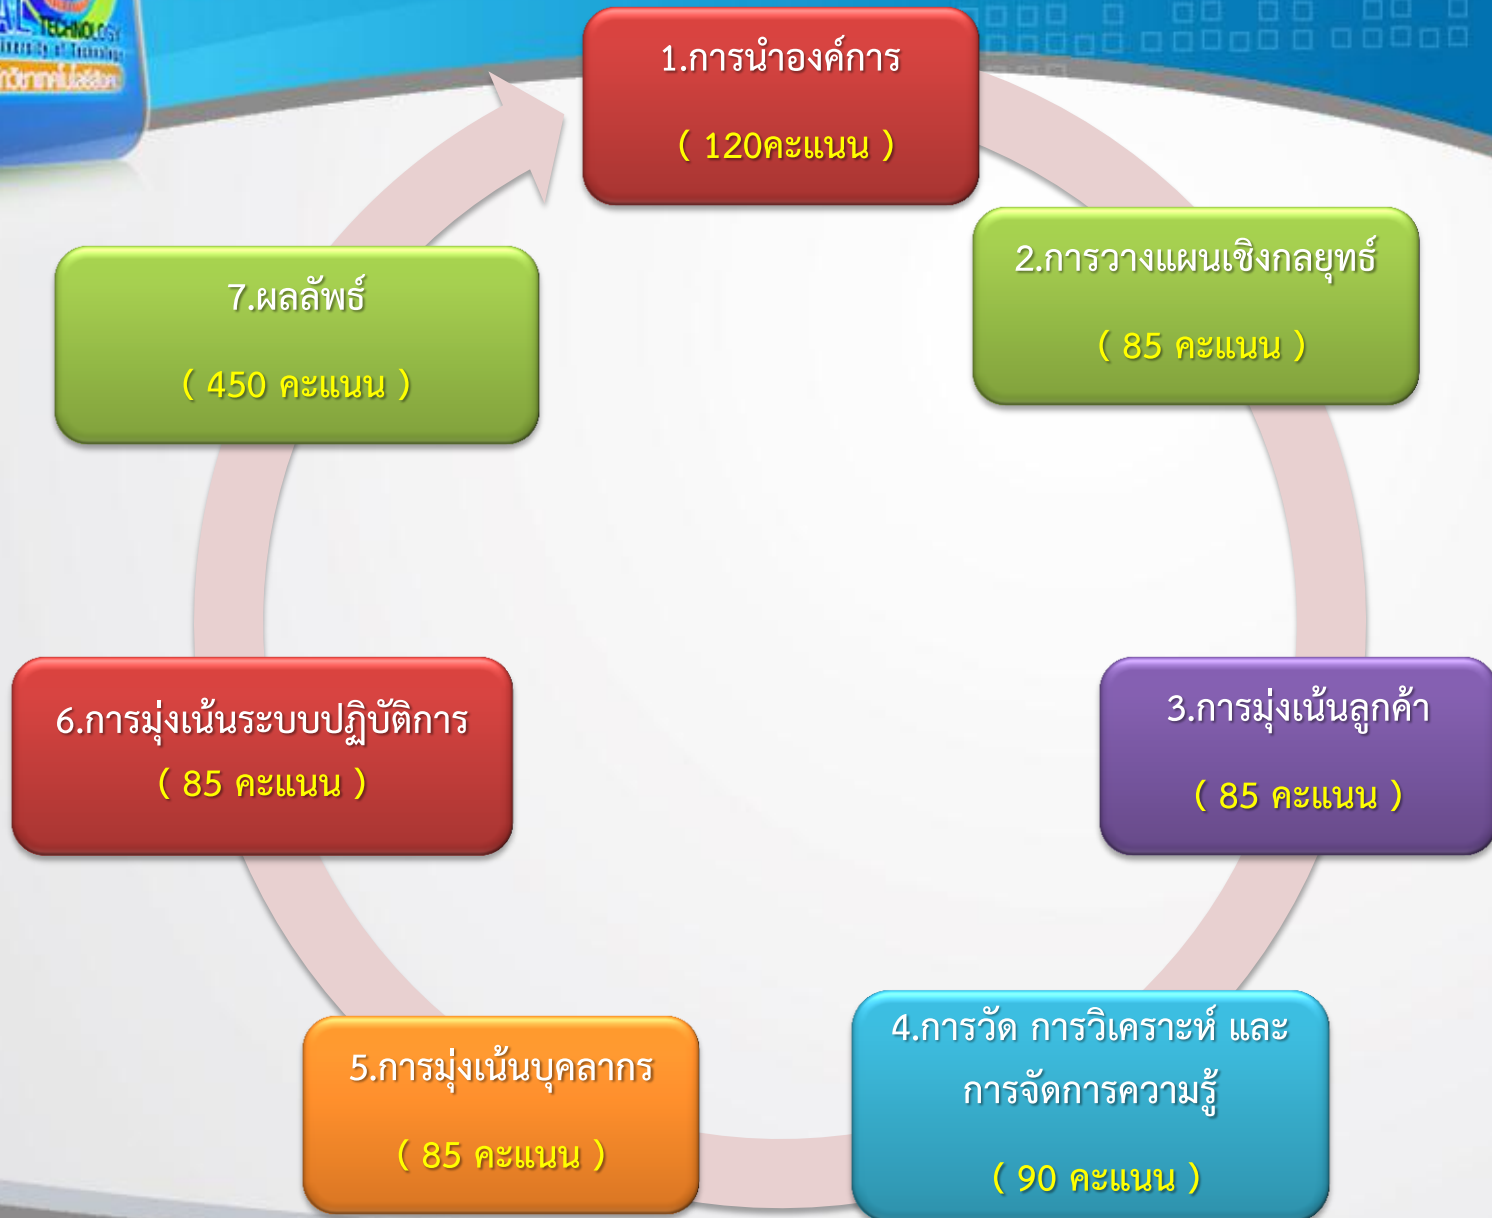 TECHNOLOGY
1.การนำองค์การ
( 120คะแนน )
2.การวางแผนเชิงกลยุทธ์
( 85 คะแนน )
3.การมุ่งเน้นลูกค้า
( 85 คะแนน )
4.การวัด การวิเคราะห์ และ
การจัดการความรู้
( 90 คะแนน )
5.การมุ่งเน้นบุคลากร
( 85 คะแนน )
6.การมุ่งเน้นระบบปฏิบัติการ
( 85 คะแนน )
7.ผลลัพธ์
( 450 คะแนน )